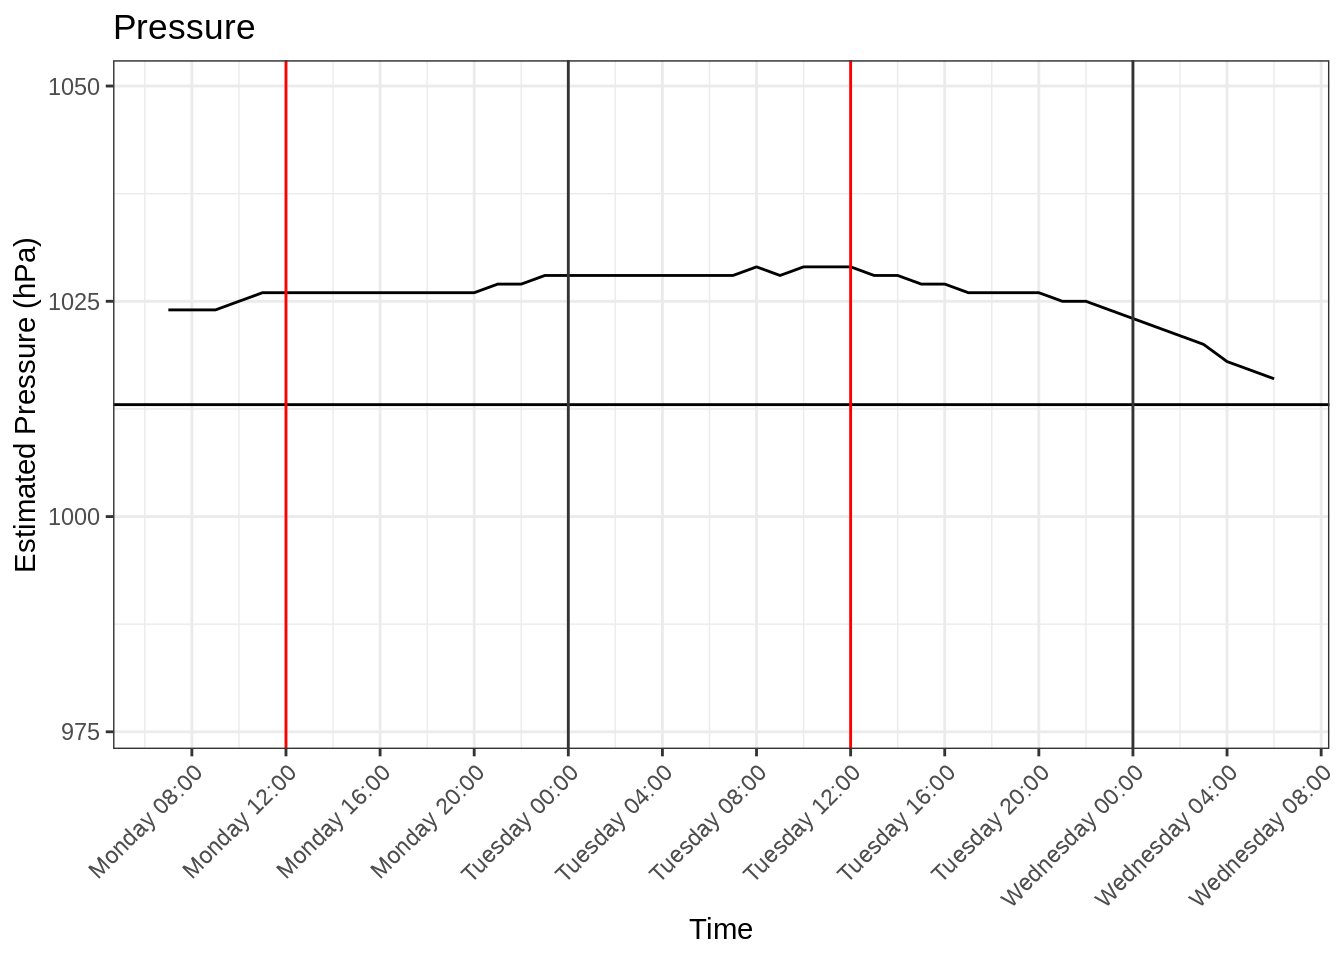 Pressure
Estimated Pressure (hPa)
1050
1025
1000
975
Monday 08:00
Monday 12:00
Monday 16:00
Monday 20:00
Tuesday 00:00
Tuesday 04:00
Tuesday 08:00
Tuesday 12:00
Tuesday 16:00
Tuesday 20:00
Wednesday 00:00
Wednesday 04:00
Wednesday 08:00
Time